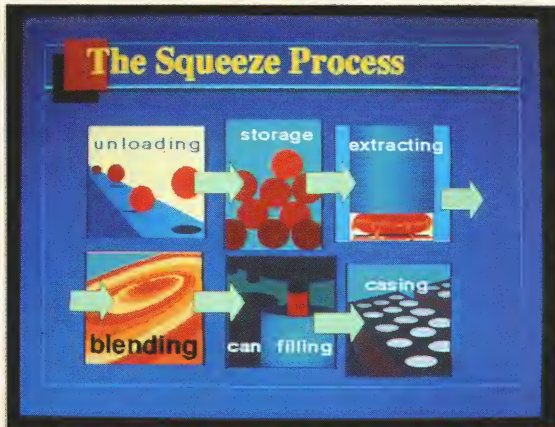 The Squeeze Process
unloading
storage
extracting
blending
can filling
casing